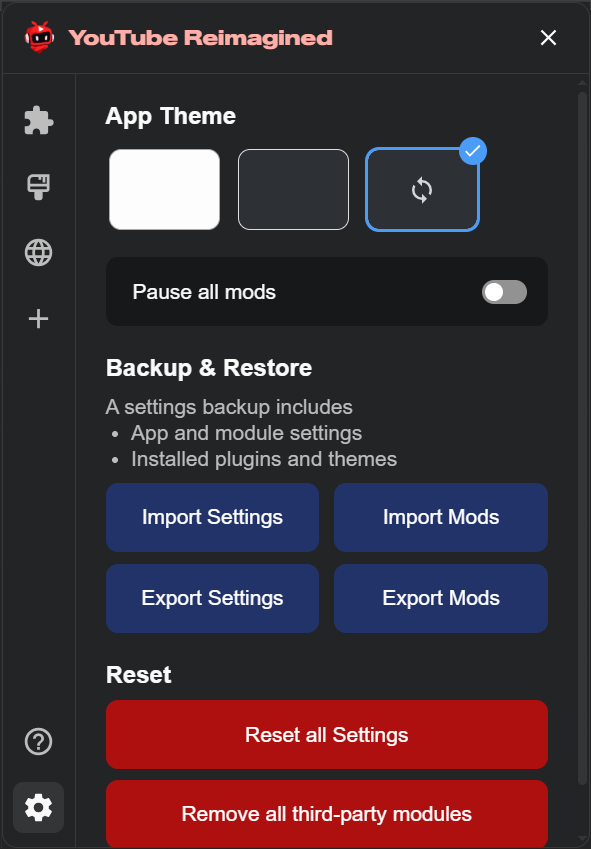 YouTube Reimagined
App Theme
Pause all mods
Backup & Restore
A settings backup includes
• App and module settings
• Installed plugins and themes
Import Settings
Import Mods
Export Settings
Export Mods
Reset
Reset all Settings
Remove all third-party modules